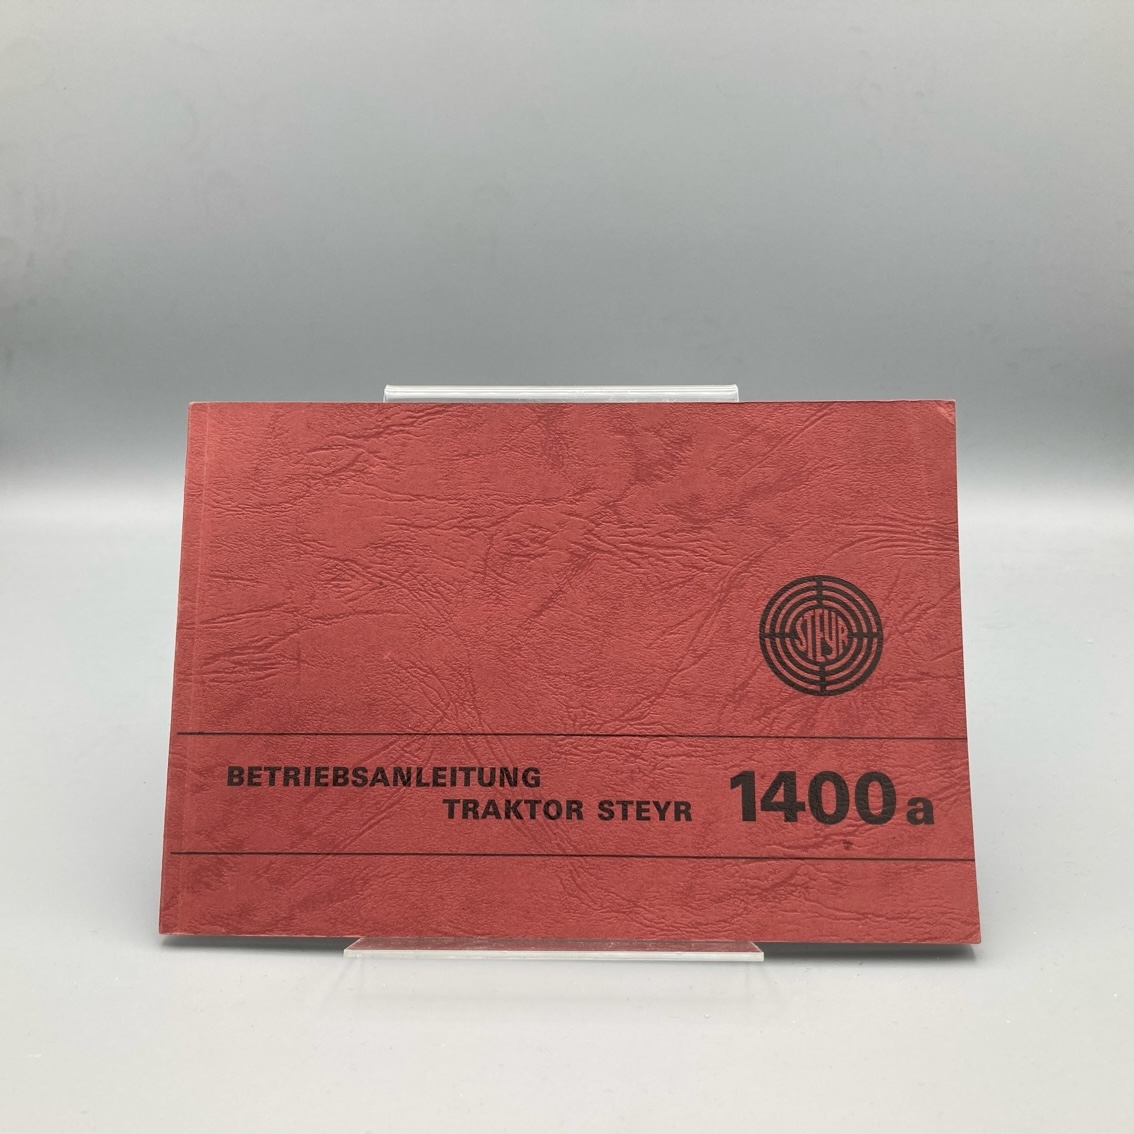 STEYR
BETRIEBSANLEITUNG
TRAKTOR STEYR 1400a